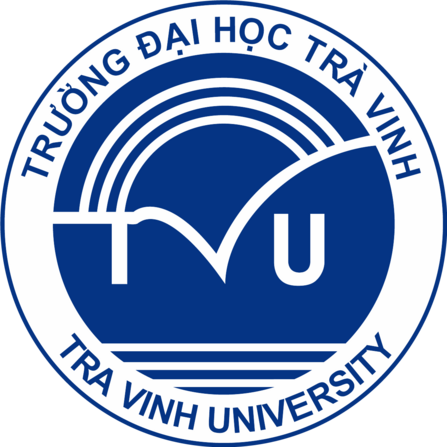 TRƯỜNG ĐẠI HỌC TRÀ VINH
TVU
TRA VINH UNIVERSITY